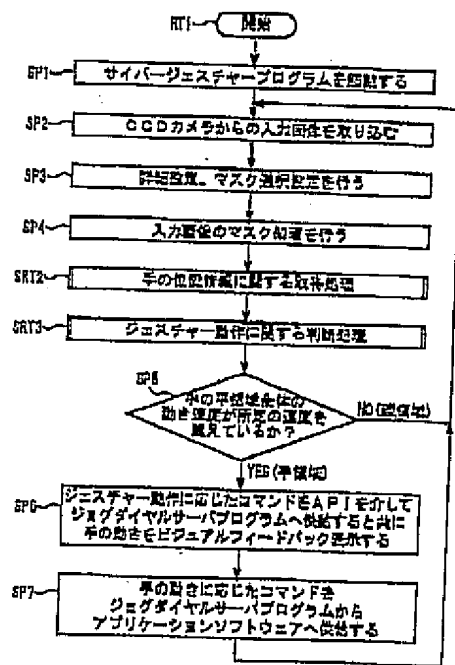 RT1
開始
SP1
サイバージェスチャープログラムを起動する
SP2
CCDカメラからの入力画像を取り込む
SP3
詳細設定、マスク選択設定を行う
SP4
入力画像のマスク処理を行う
SRT2
手の位置情報に関する取得処理
SRT3
ジェスチャー動作に関する判断処理
SP5
手の平領域全体の
動き速度が所定の速度を
越えているか?
NO
YES
SP6
ジェスチャー動作に応じたコマンドをAPIを介して
ジョグダイヤルサーバプログラムへ供給すると共に
手の動きをビジュアルフィードバック表示する
SP7
手の動きに応じたコマンドを
ジョグダイヤルサーバプログラムから
アプリケーションソフトウェアへ供給する